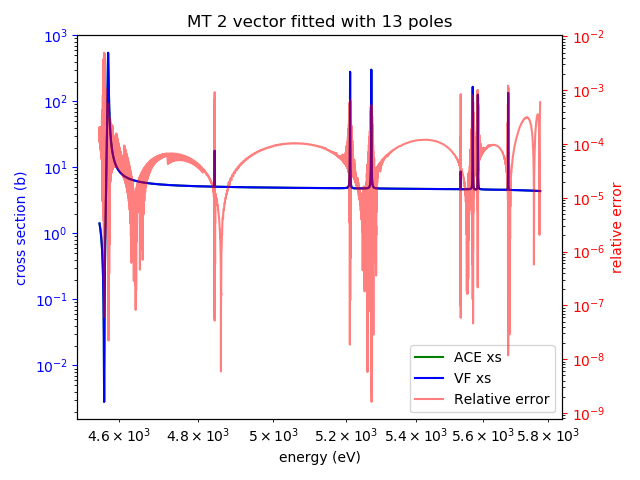 MT 2 vector fitted with 13 poles
cross section (b)
10³
10²
10¹
10⁰
10⁻¹
10⁻²
10⁻²
10⁻³
10⁻⁴
10⁻⁵
10⁻⁶
10⁻⁷
10⁻⁸
10⁻⁹
relative error
ACE xs
VF xs
Relative error
4.6 × 10³ 4.8 × 10³ 5 × 10³ 5.2 × 10³ 5.4 × 10³ 5.6 × 10³ 5.8 × 10³
energy (eV)